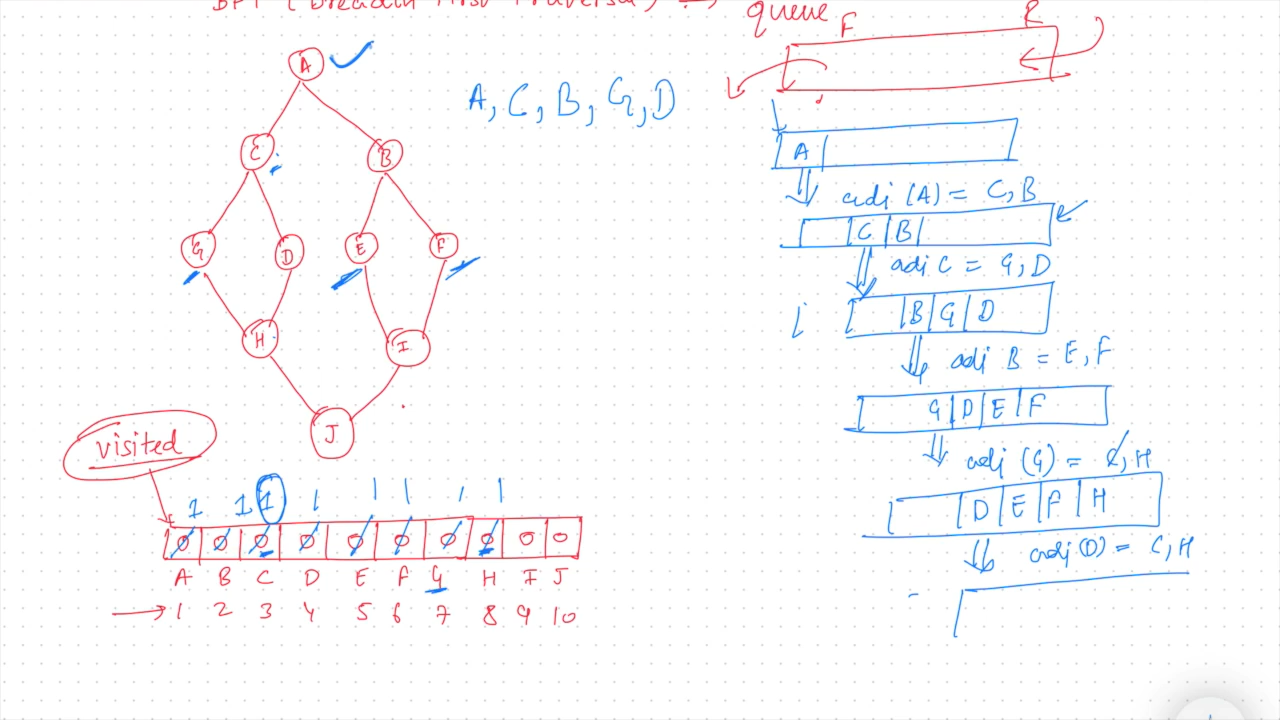 queue
F R
A
A, C, B, G, D
C B
G D E F
H I
J
visited
1 1 1 1 1 1 1 1
0 0 0 0 0 0 0 0 0 0
A B C D E F G H I J
1 2 3 4 5 6 7 8 9 10
A
adj (A) = C, B
C B
adj C = G, D
B G D
adj B = E, F
G D E F
adj (G) = C, H
D E F H
adj (D) = C, H